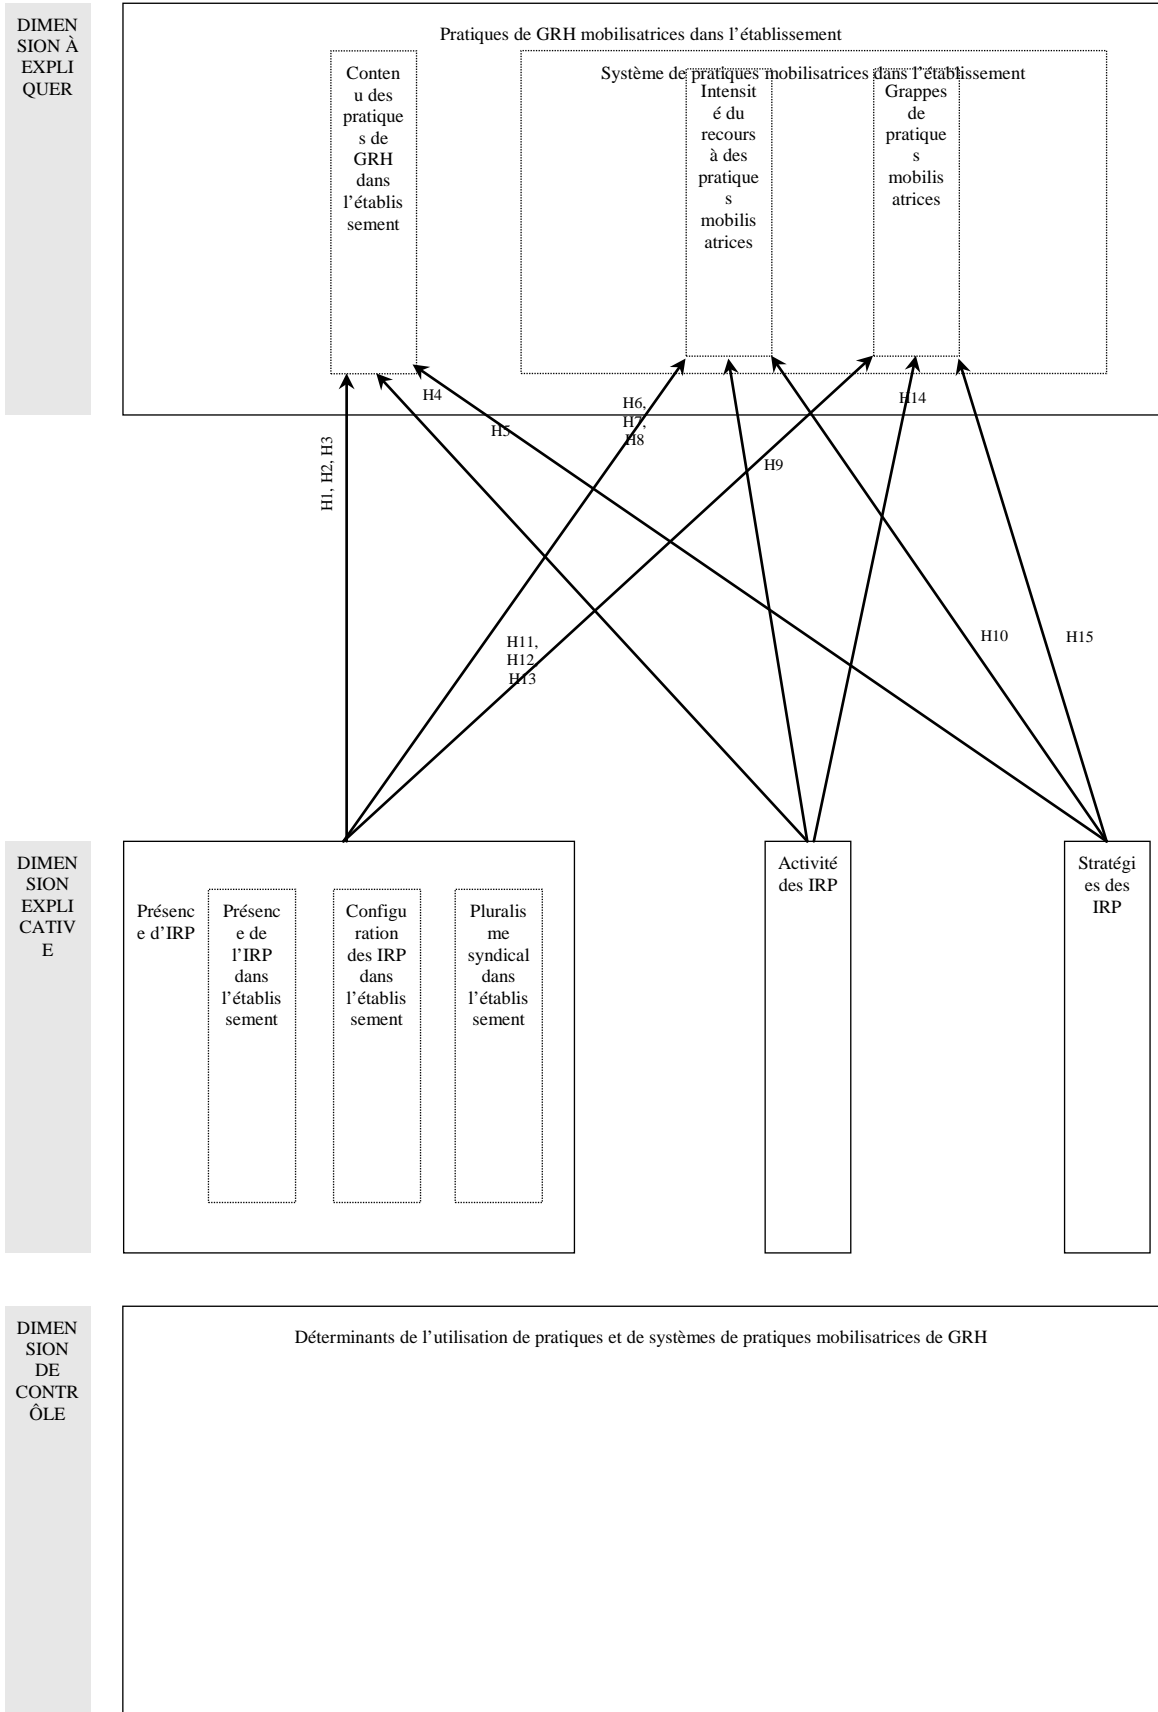 DIMEN
SION À
EXPLI
QUER
Pratiques de GRH mobilisatrices dans l’établissement
Système de pratiques mobilisatrices dans l’établissement
Conten
u des
pratique
s de
GRH
dans
l’établis
sement
Intensit
é du
recours
à des
pratique
s
mobilis
atrices
Grappes
de
pratique
s
mobilis
atrices
H1, H2, H3
H4
H5
H6,
H7,
H8
H9
H14
H11,
H12,
H13
H10
H15
DIMEN
SION
EXPLI
CATIV
E
Présenc
e d’IRP
Présenc
e de
l’IRP
dans
l’établis
sement
Configu
ration
des IRP
dans
l’établis
sement
Pluralis
me
syndical
dans
l’établis
sement
Activité
des IRP
Stratégi
es des
IRP
DIMEN
SION
DE
CONTR
ÔLE
Déterminants de l’utilisation de pratiques et de systèmes de pratiques mobilisatrices de GRH